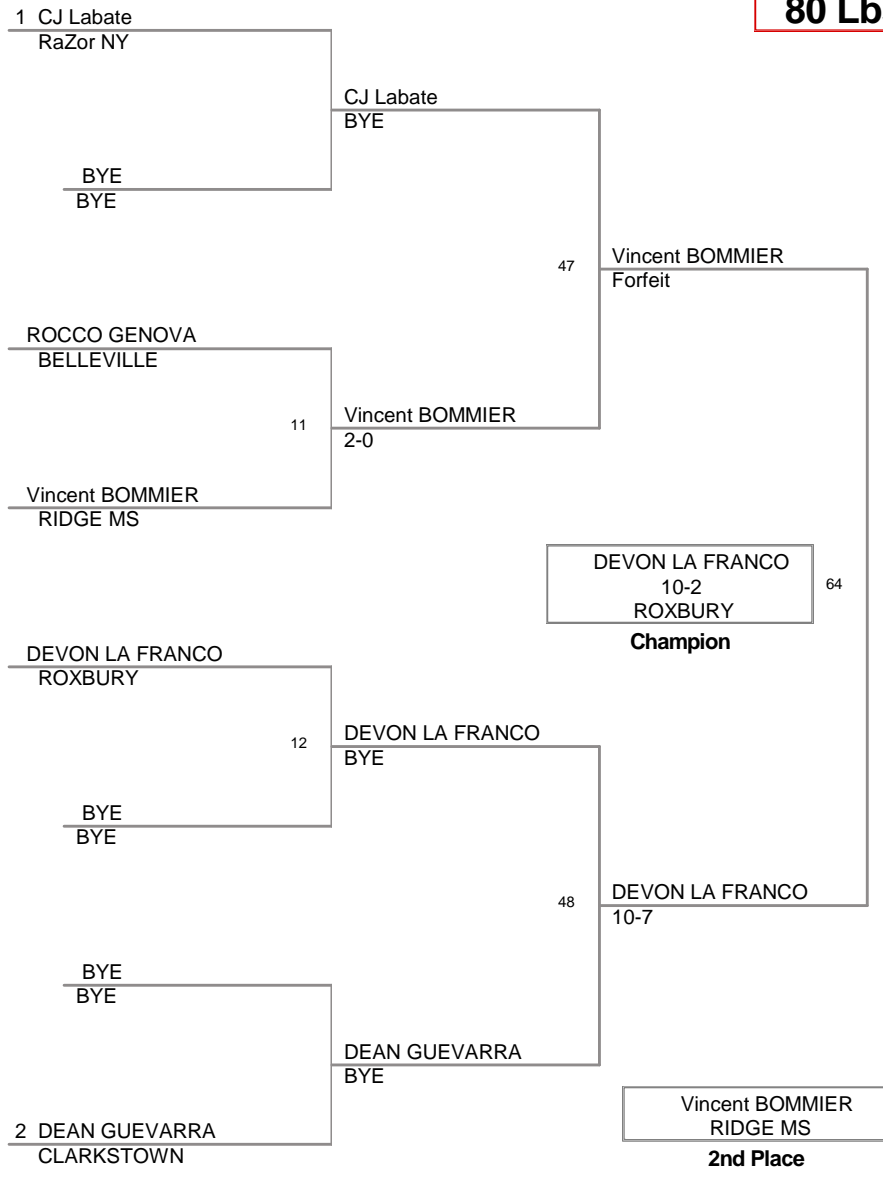 80 Lb
1 CJ Labate
RaZor NY
CJ Labate
BYE
BYE
BYE
47
Vincent BOMMIER
Forfeit
ROCCO GENOVA
BELLEVILLE
11
Vincent BOMMIER
2-0
Vincent BOMMIER
RIDGE MS
DEVON LA FRANCO
10-2
ROXBURY
64
Champion
DEVON LA FRANCO
ROXBURY
12
DEVON LA FRANCO
BYE
BYE
BYE
48
DEVON LA FRANCO
10-7
BYE
BYE
DEAN GUEVARRA
BYE
2 DEAN GUEVARRA
CLARKSTOWN
Vincent BOMMIER
RIDGE MS
2nd Place